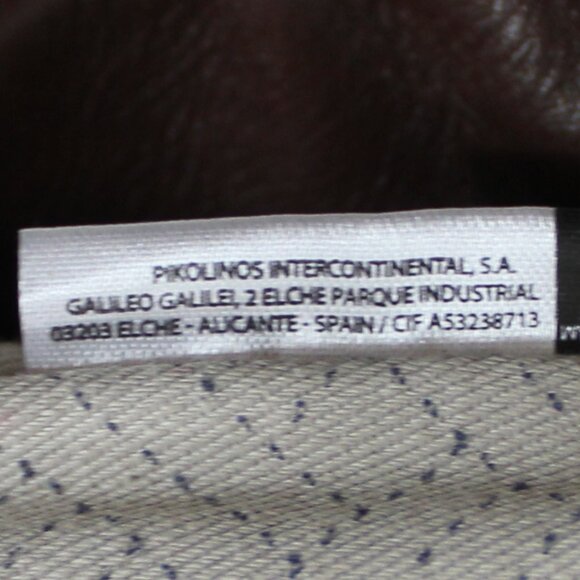 PIKOLINOS INTERCONTINENTAL, S.A.
GALILEO GALILEI, 2 ELCHE PARQUE INDUSTRIAL
03203 ELCHE - ALICANTE - SPAIN / CIF A53238713